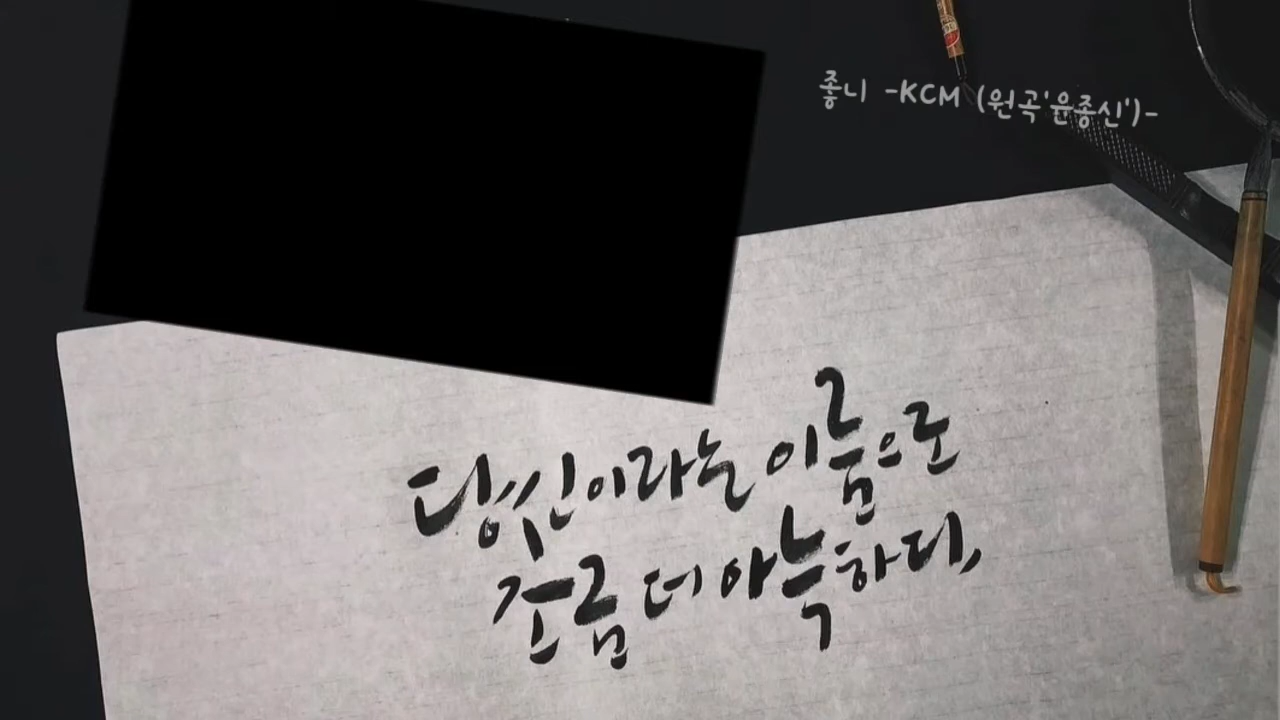 좋니 -KCM (원곡'윤종신')-
당신이라는 이름으로
조금 더 아늑하다,